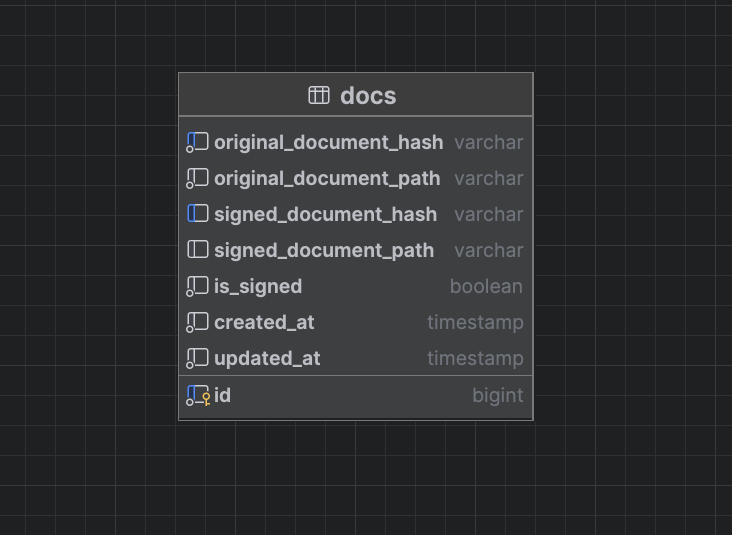 docs
original_document_hash varchar
original_document_path varchar
signed_document_hash varchar
signed_document_path varchar
is_signed boolean
created_at timestamp
updated_at timestamp
id bigint